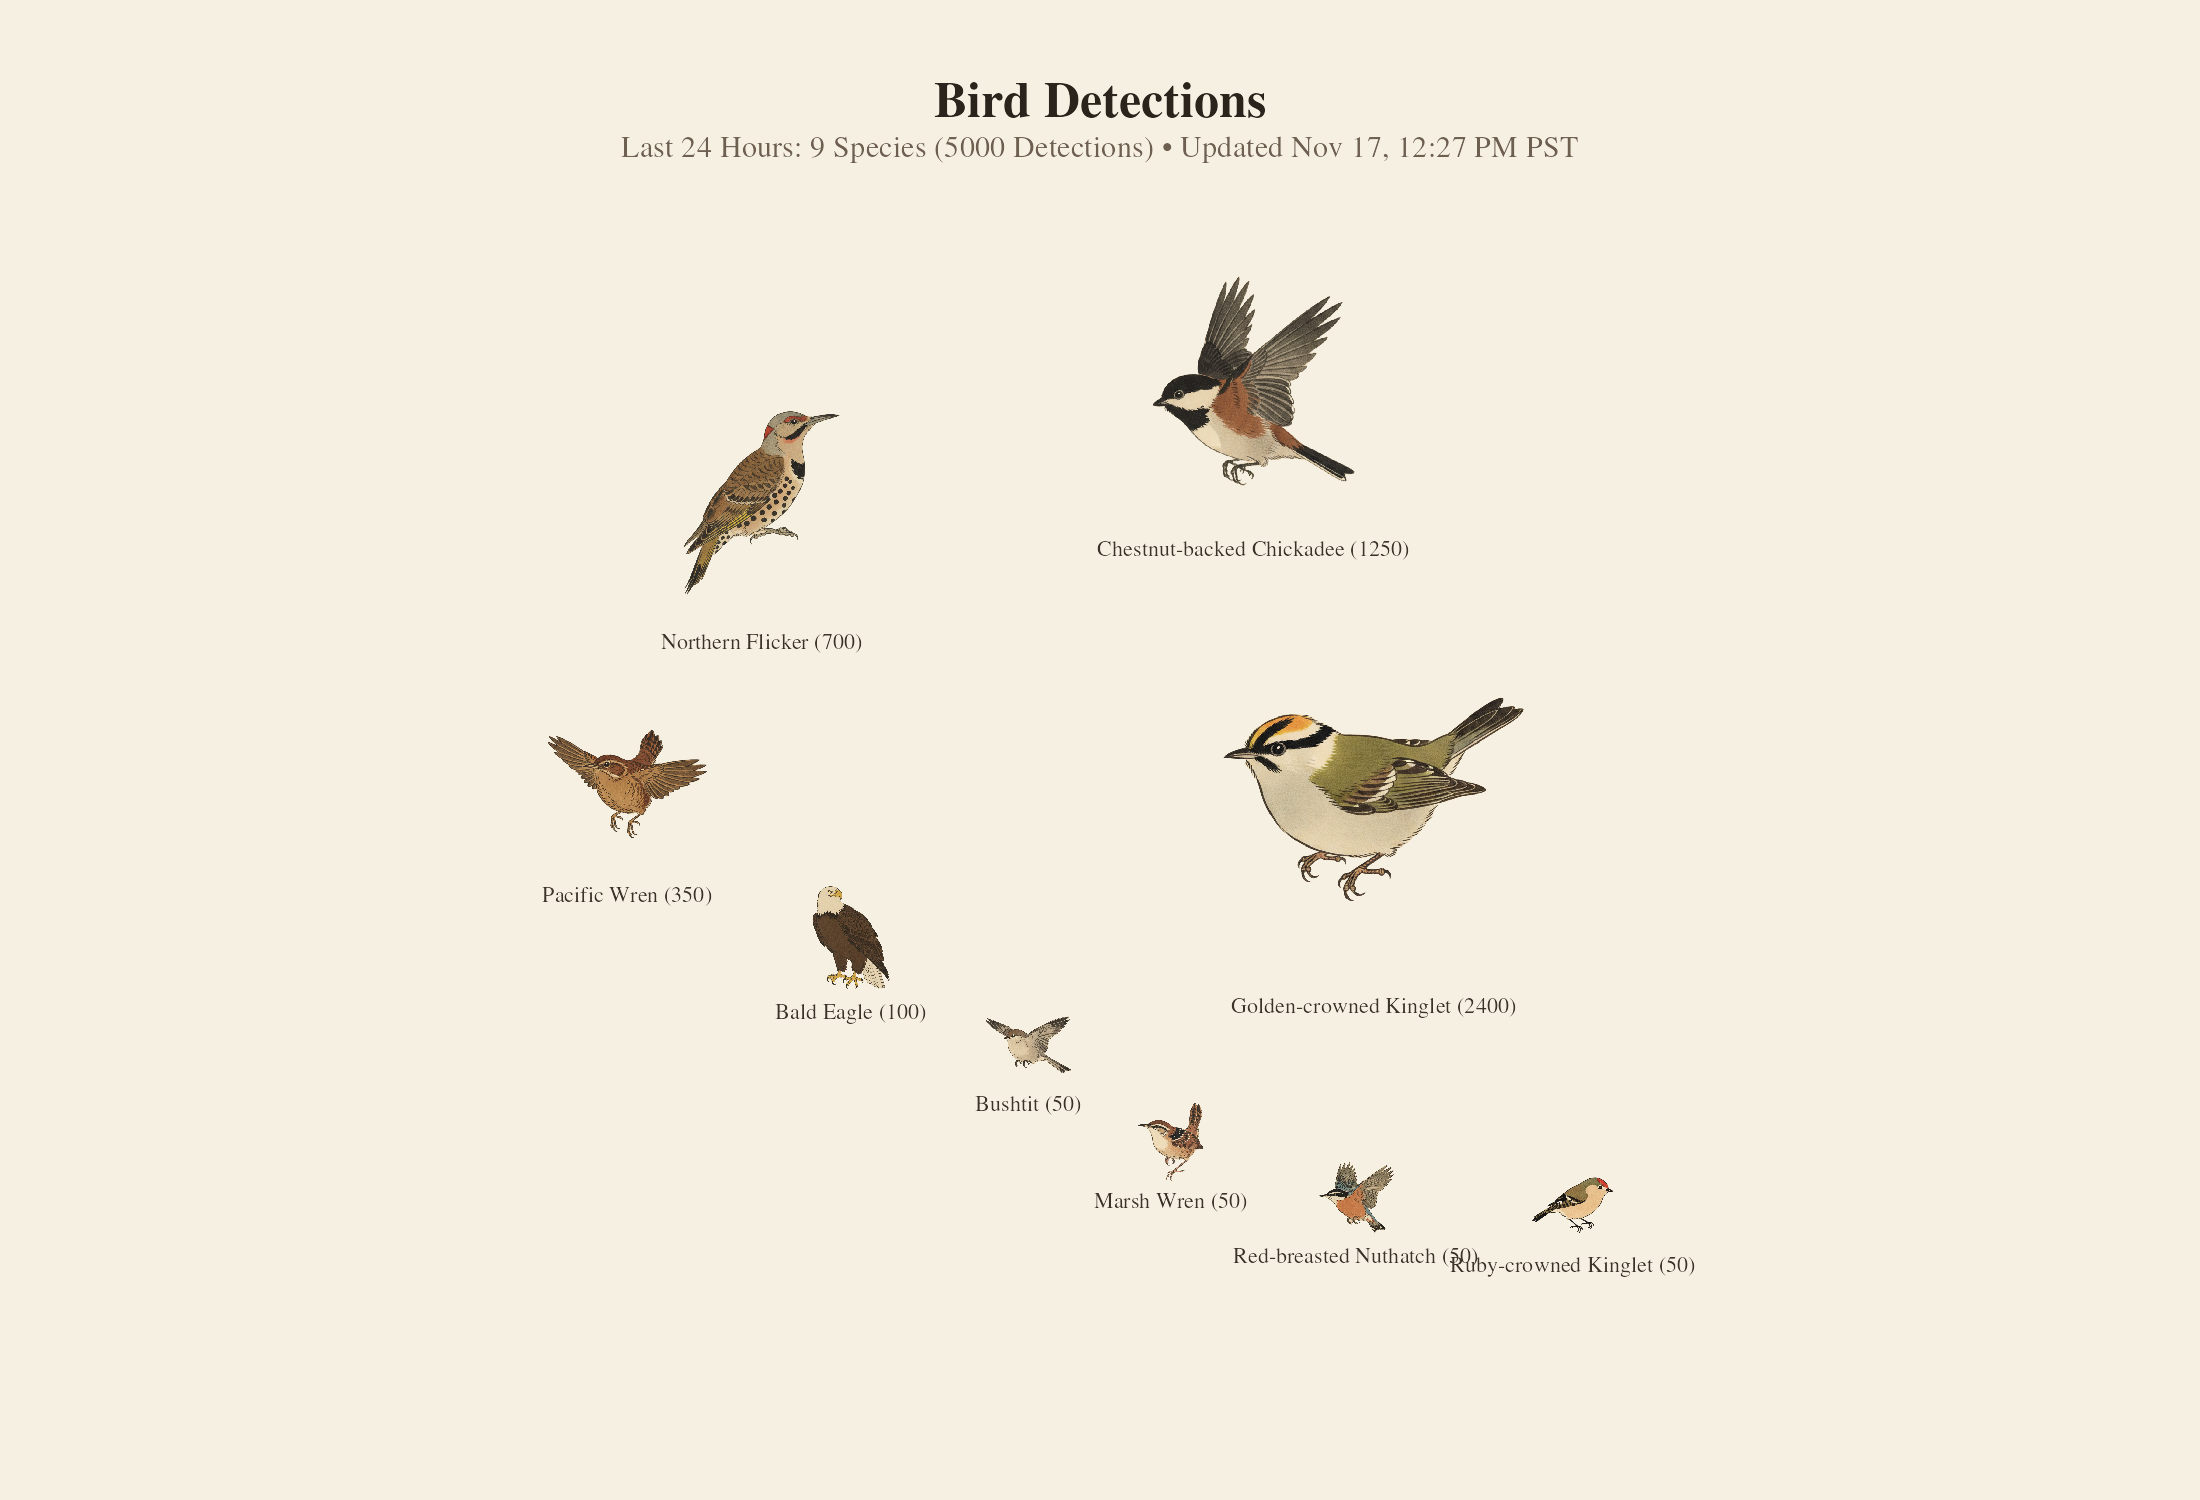 Bird Detections
Last 24 Hours: 9 Species (5000 Detections) • Updated Nov 17, 12:27 PM PST
Chestnut-backed Chickadee (1250)
Northern Flicker (700)
Pacific Wren (350)
Golden-crowned Kinglet (2400)
Bald Eagle (100)
Bushtit (50)
Marsh Wren (50)
Red-breasted Nuthatch (50)
Ruby-crowned Kinglet (50)